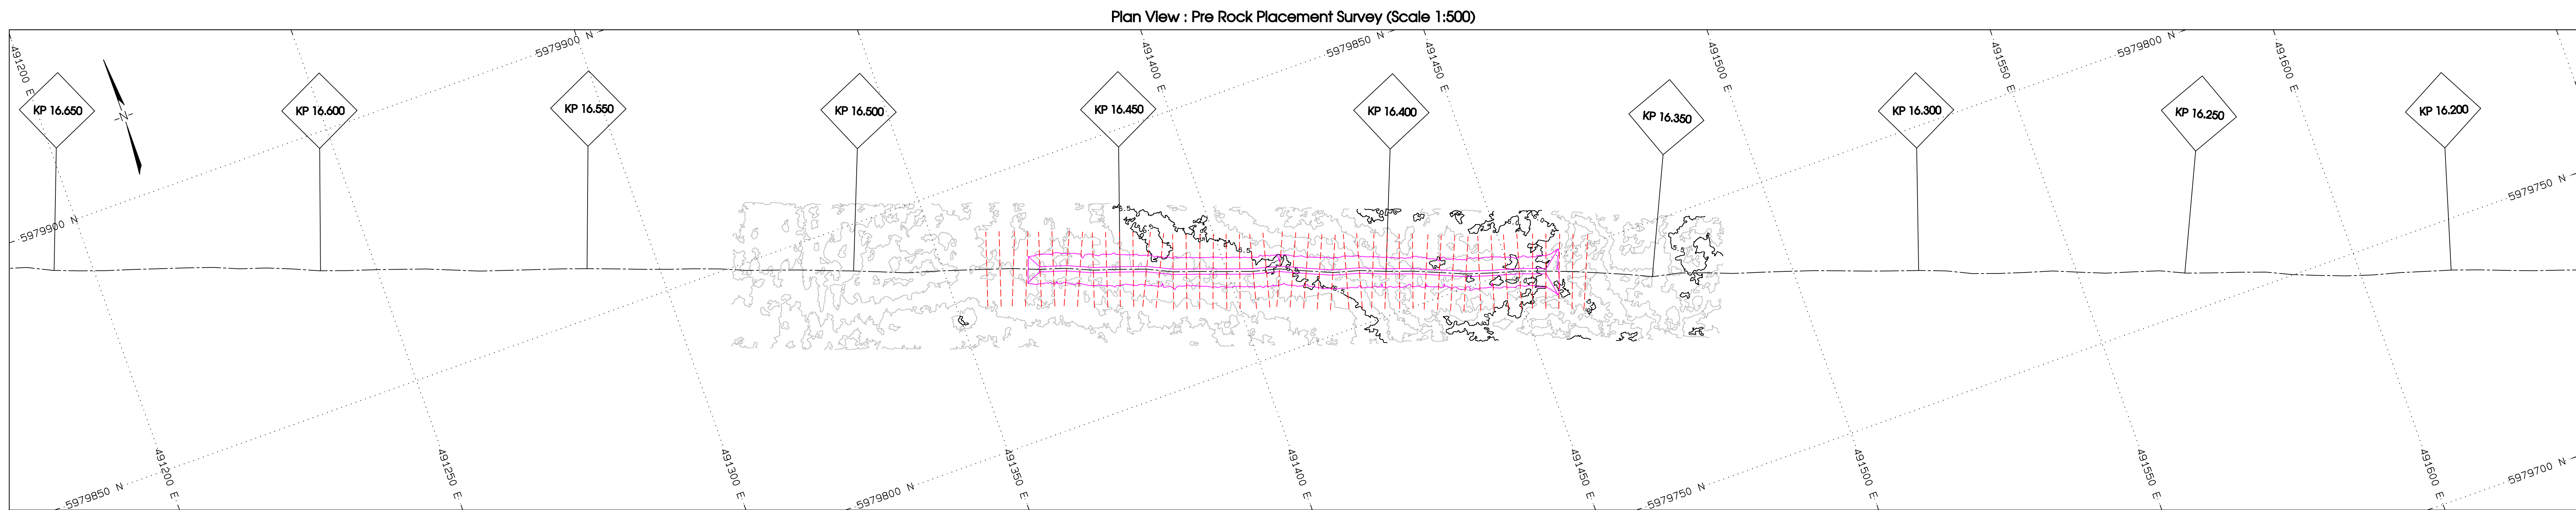 Plan View : Pre Rock Placement Survey (Scale 1:500)
491200 E
5979900 N
491400 E
5979850 N
491450 E
491500 E
491550 E
5979800 N
491600 E
KP 16.650
KP 16.600
KP 16.550
KP 16.500
KP 16.450
KP 16.400
KP 16.350
KP 16.300
KP 16.250
KP 16.200
N
5979750 N
5979900 N
491200 E
491250 E
491300 E
491350 E
491400 E
491450 E
491500 E
491550 E
491600 E
5979850 N
5979800 N
5979750 N
5979700 N